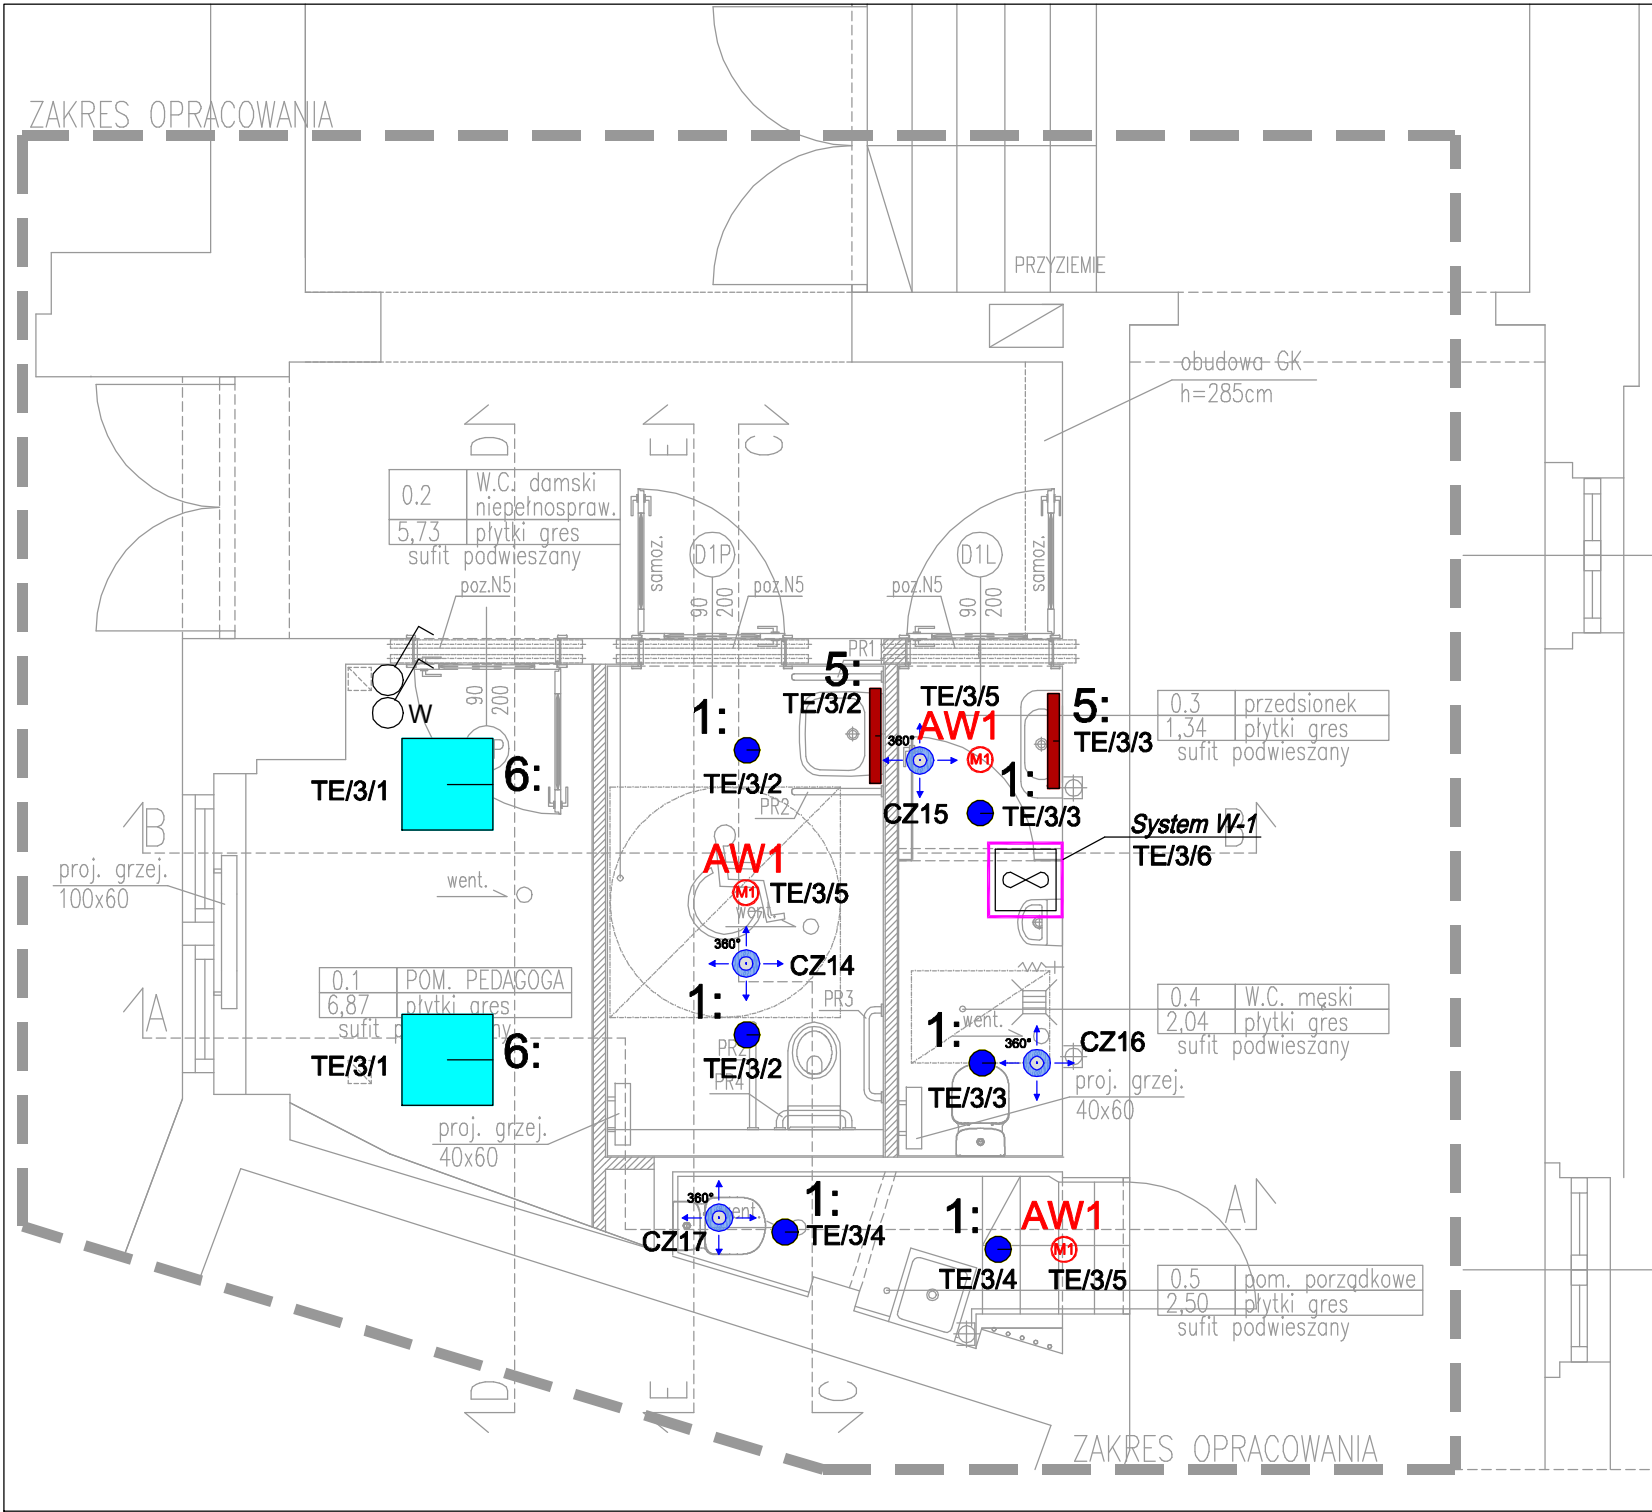 ZAKRES OPRACOWANIA
PRZYZIEMIE
obudowa GK
h=285cm
D
E
C
0.2 W.C. damski
niepełnospraw.
5,73 płytki gres
sufit podwieszany
poz.N5
samoz.
D1P
90
200
poz.N5
poz.N5
D1L
90
200
samoz.
PR1
W
90
200
5:
TE/3/2
1:
TE/3/2
TE/3/5
AW1
360°
M1
CZ15
1:
TE/3/3
5:
TE/3/3
0.3 przedsionek
1,34 płytki gres
sufit podwieszany
TE/3/1
6:
PR2
B
B
System W-1
TE/3/6
proj. grzej.
100x60
went.
AW1
M1
TE/3/5
went.
360°
CZ14
0.1 POM. PEDAGOGA
6,87 płytki gres
A
TE/3/1
6:
1:
TE/3/2
PR2
PR3
PR4
went.
1:
TE/3/3
360°
CZ16
0.4 W.C. męski
2,04 płytki gres
sufit podwieszany
proj. grzej.
40x60
proj. grzej.
40x60
360°
CZ17
1:
TE/3/4
1:
TE/3/4
AW1
M1
TE/3/5
A
0.5 pom. porządkowe
2,50 płytki gres
sufit podwieszany
D
E
C
ZAKRES OPRACOWANIA